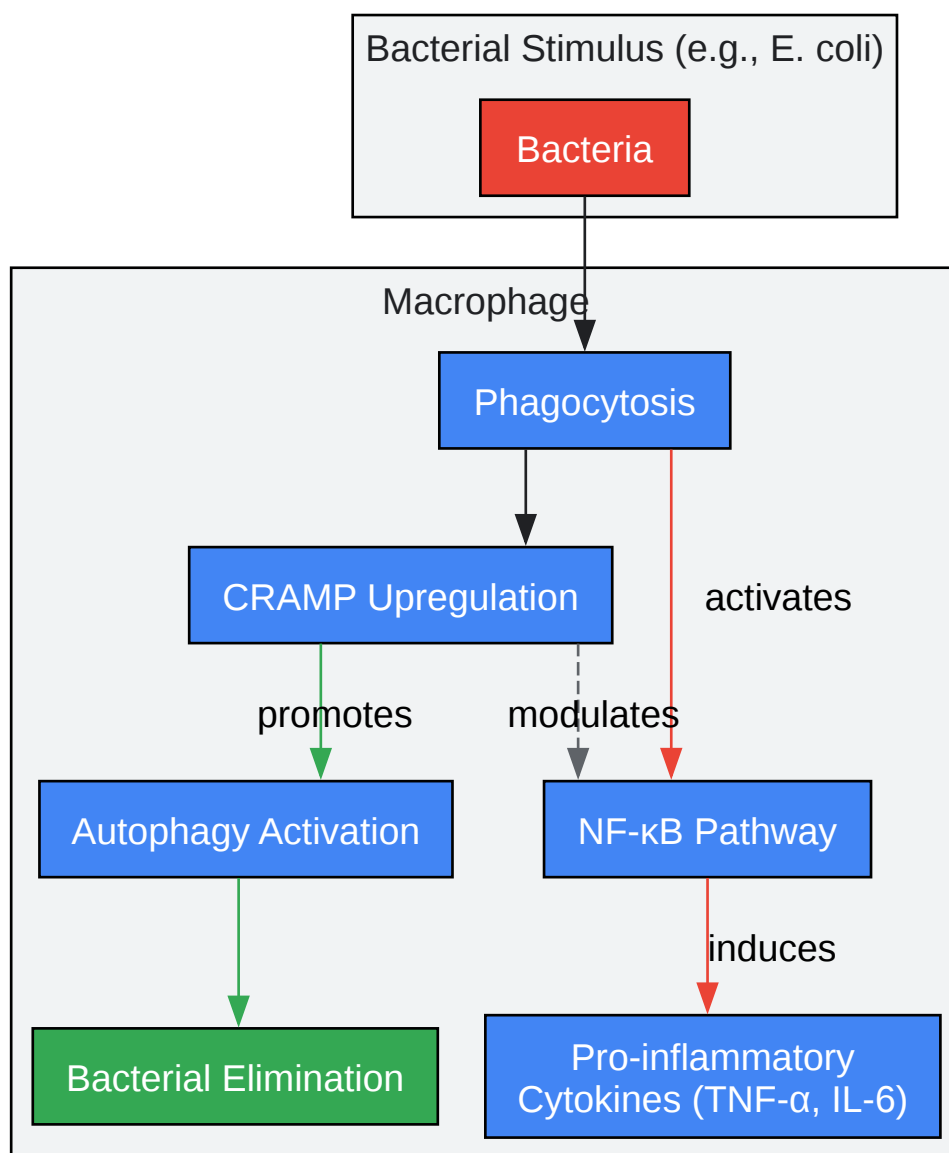 Bacterial Stimulus (e.g., E. coli)
Bacteria
Macrophage
Phagocytosis
CRAMP Upregulation
activates
promotes
modulates
Autophagy Activation
NF-κB Pathway
induces
Bacterial Elimination
Pro-inflammatory
Cytokines (TNF-α, IL-6)